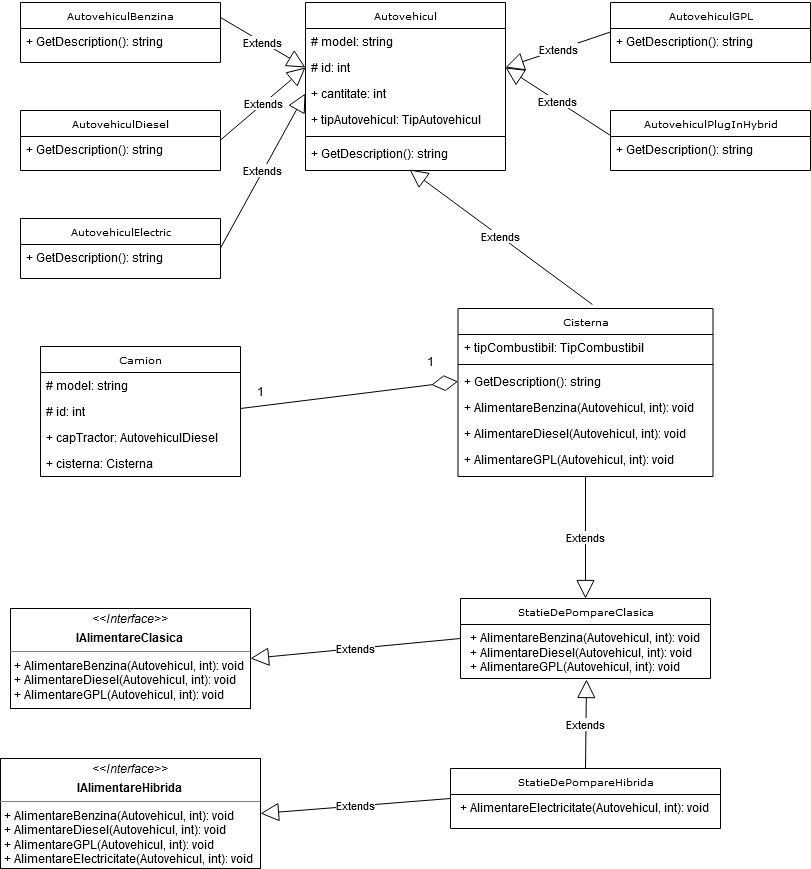 AutovehiculBenzina
+ GetDescription(): string
Extends
Autovehicul
# model: string
# id: int
+ cantitate: int
+ tipAutovehicul: TipAutovehicul
+ GetDescription(): string
AutovehiculGPL
+ GetDescription(): string
Extends
AutovehiculDiesel
+ GetDescription(): string
Extends
AutovehiculPlugInHybrid
+ GetDescription(): string
Extends
AutovehiculElectric
+ GetDescription(): string
Extends
Extends
Cisterna
+ tipCombustibil: TipCombustibil
+ GetDescription(): string
+ AlimentareBenzina(Autovehicul, int): void
+ AlimentareDiesel(Autovehicul, int): void
+ AlimentareGPL(Autovehicul, int): void
Camion
# model: string
# id: int
+ capTractor: AutovehiculDiesel
+ cisterna: Cisterna
1
1
Extends
<<Interface>>
IAlimentareClasica
+ AlimentareBenzina(Autovehicul, int): void
+ AlimentareDiesel(Autovehicul, int): void
+ AlimentareGPL(Autovehicul, int): void
Extends
StatieDePompareClasica
+ AlimentareBenzina(Autovehicul, int): void
+ AlimentareDiesel(Autovehicul, int): void
+ AlimentareGPL(Autovehicul, int): void
Extends
<<Interface>>
IAlimentareHibrida
+ AlimentareBenzina(Autovehicul, int): void
+ AlimentareDiesel(Autovehicul, int): void
+ AlimentareGPL(Autovehicul, int): void
+ AlimentareElectricitate(Autovehicul, int): void
Extends
StatieDePompareHibrida
+ AlimentareElectricitate(Autovehicul, int): void